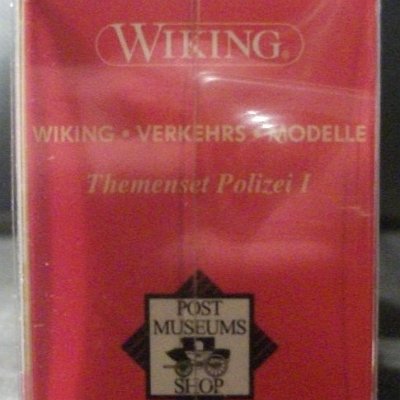 WIKING®
WIKING • VERKEHRS • MODELLE
Themenset Polizei I
POST
MUSEUMS
SHOP